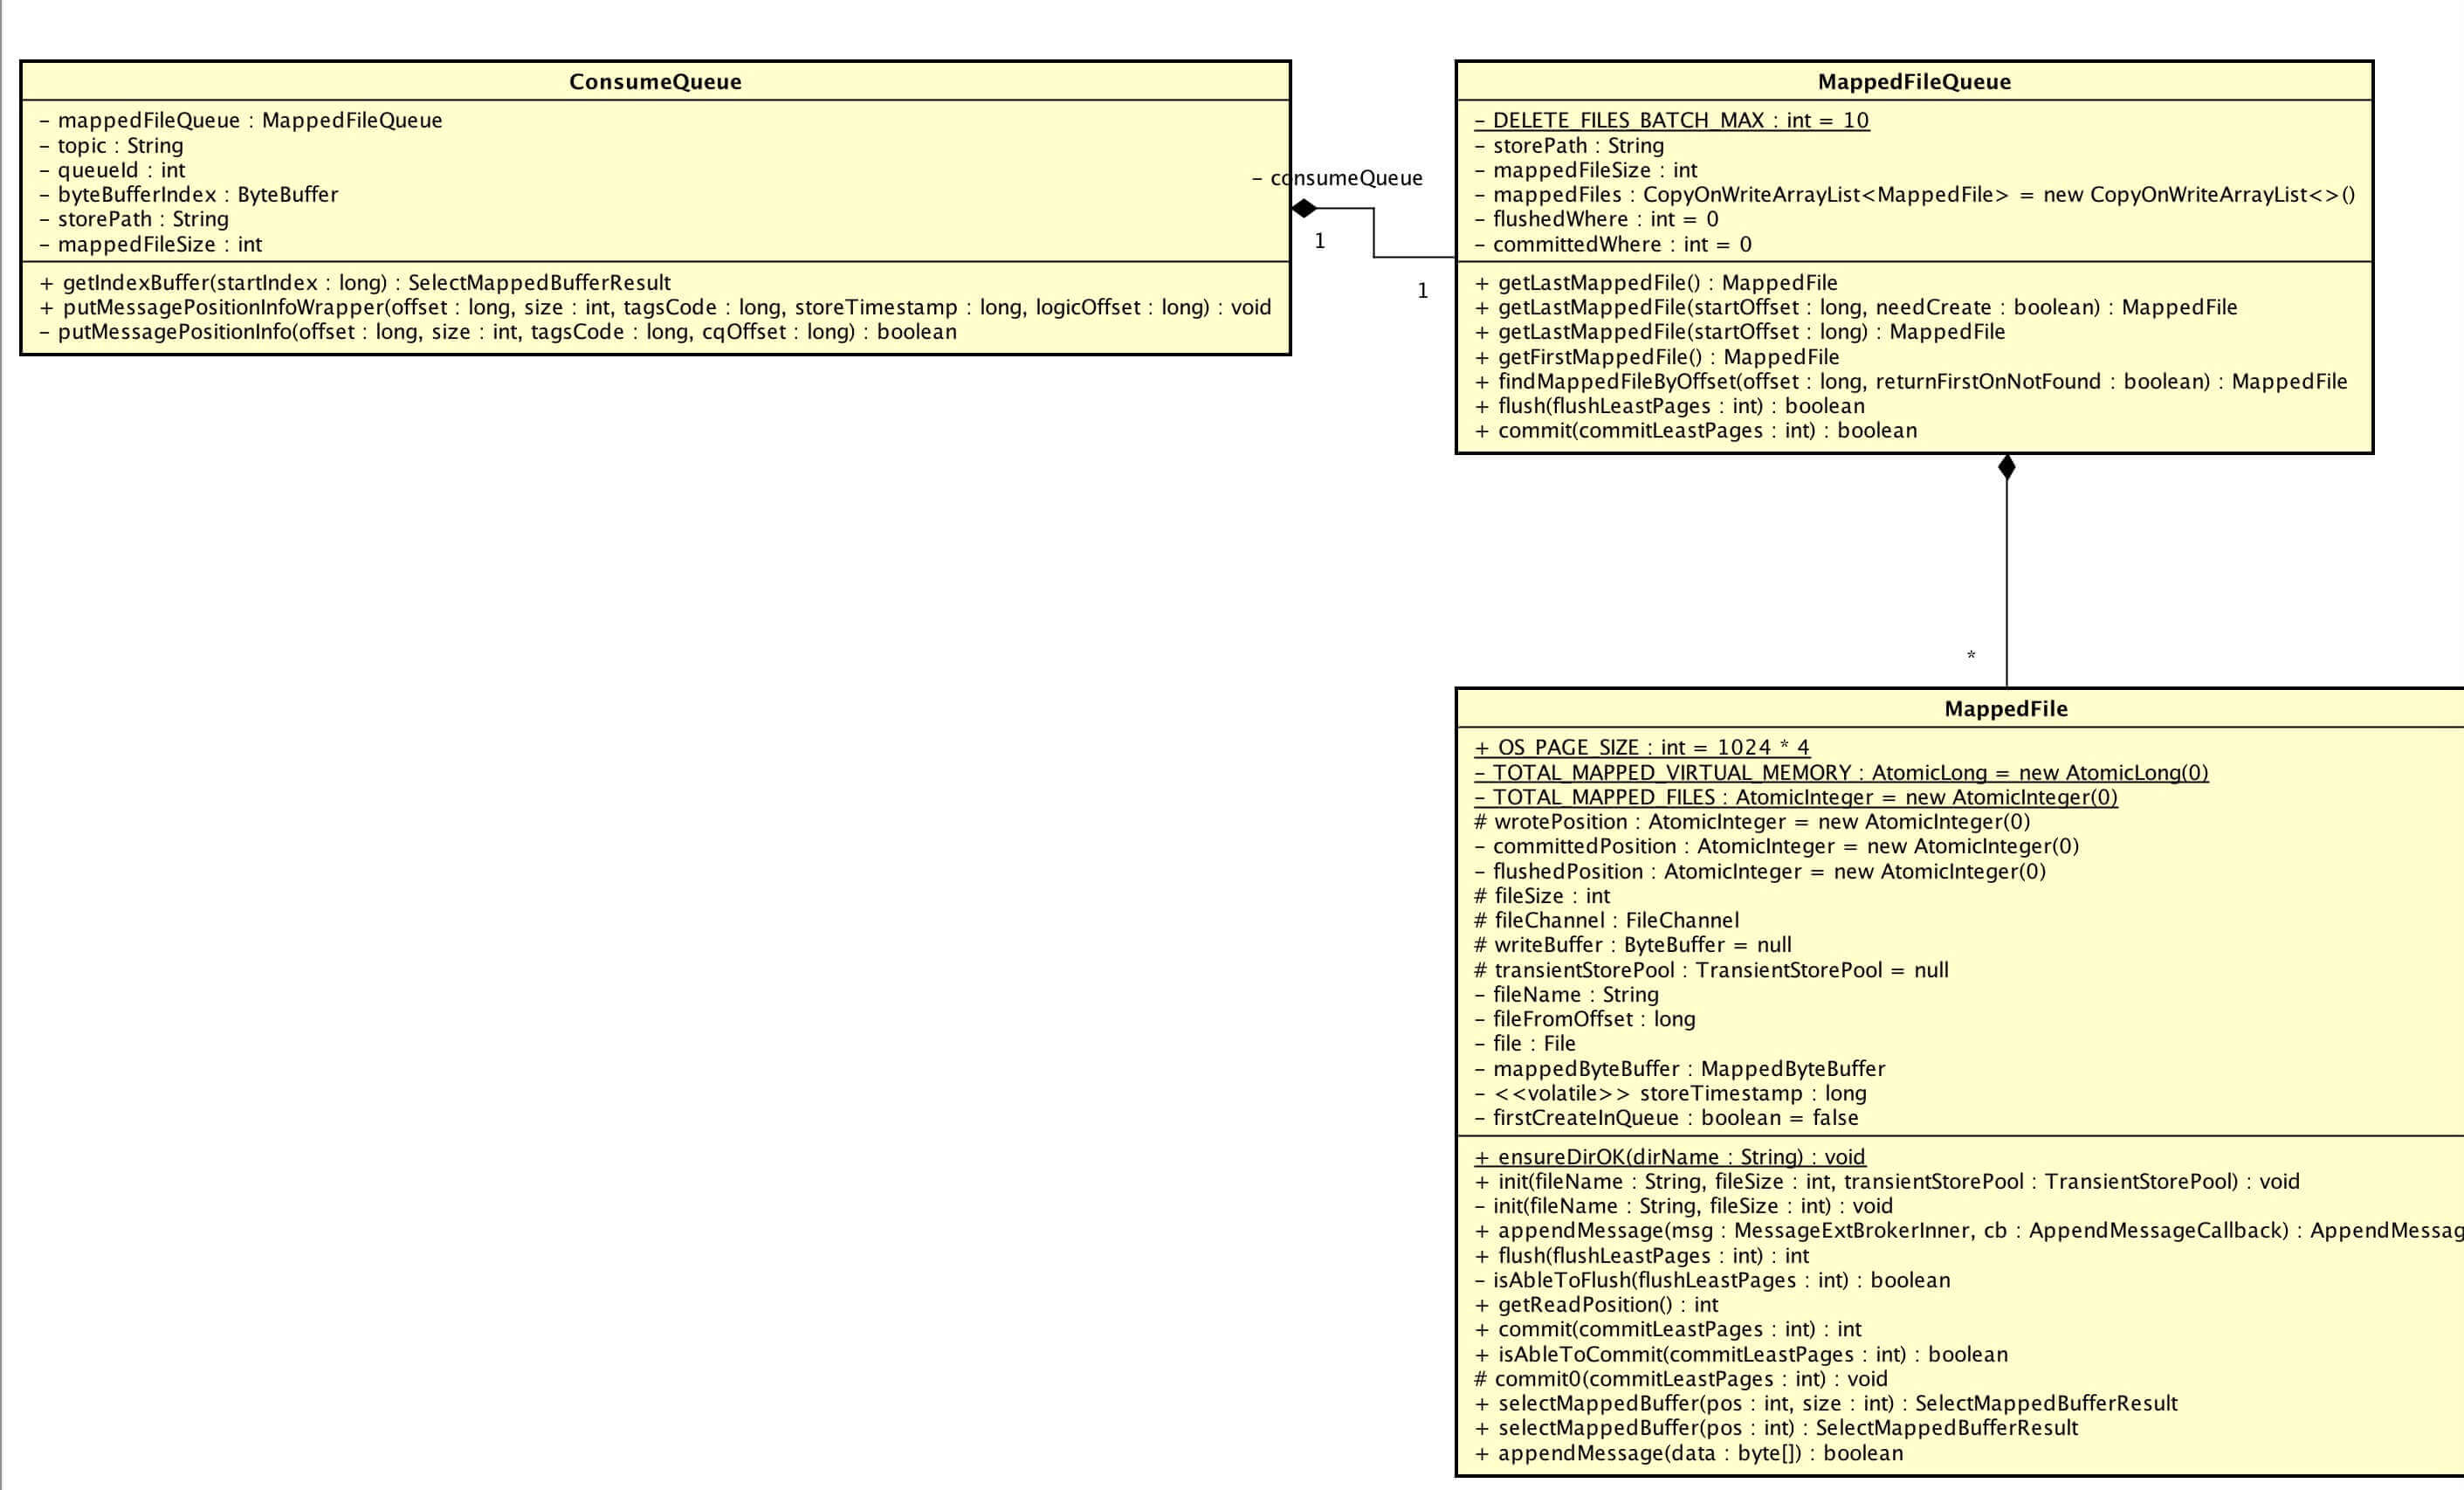 ConsumeQueue
- mappedFileQueue : MappedFileQueue
- topic : String
- queueId : int
- byteBufferIndex : ByteBuffer
- storePath : String
- mappedFileSize : int
+ getIndexBuffer(startIndex : long) : SelectMappedBufferResult
+ putMessagePositionInfoWrapper(offset : long, size : int, tagsCode : long, storeTimestamp : long, logicOffset : long) : void
- putMessagePositionInfo(offset : long, size : int, tagsCode : long, cqOffset : long) : boolean
- consumeQueue
1
1
MappedFileQueue
- DELETE_FILES_BATCH_MAX : int = 10
- storePath : String
- mappedFileSize : int
- mappedFiles : CopyOnWriteArrayList<MappedFile> = new CopyOnWriteArrayList<>()
- flushedWhere : int = 0
- committedWhere : int = 0
+ getLastMappedFile() : MappedFile
+ getLastMappedFile(startOffset : long, needCreate : boolean) : MappedFile
+ getLastMappedFile(startOffset : long) : MappedFile
+ getFirstMappedFile() : MappedFile
+ findMappedFileByOffset(offset : long, returnFirstOnNotFound : boolean) : MappedFile
+ flush(flushLeastPages : int) : boolean
+ commit(commitLeastPages : int) : boolean
*
MappedFile
+ OS_PAGE_SIZE : int = 1024 * 4
- TOTAL_MAPPED_VIRTUAL_MEMORY : AtomicLong = new AtomicLong(0)
- TOTAL_MAPPED_FILES : AtomicInteger = new AtomicInteger(0)
# wrotePosition : AtomicInteger = new AtomicInteger(0)
- committedPosition : AtomicInteger = new AtomicInteger(0)
- flushedPosition : AtomicInteger = new AtomicInteger(0)
# fileSize : int
# fileChannel : FileChannel
# writeBuffer : ByteBuffer = null
# transientStorePool : TransientStorePool = null
- fileName : String
- fileFromOffset : long
- file : File
- mappedByteBuffer : MappedByteBuffer
- <<volatile>> storeTimestamp : long
- firstCreateInQueue : boolean = false
+ ensureDirOK(dirName : String) : void
+ init(fileName : String, fileSize : int, transientStorePool : TransientStorePool) : void
- init(fileName : String, fileSize : int) : void
+ appendMessage(msg : MessageExtBrokerInner, cb : AppendMessageCallback) : AppendMessag
+ flush(flushLeastPages : int) : int
- isAbleToFlush(flushLeastPages : int) : boolean
+ getReadPosition() : int
+ commit(commitLeastPages : int) : int
+ isAbleToCommit(commitLeastPages : int) : boolean
# commit0(commitLeastPages : int) : void
+ selectMappedBuffer(pos : int, size : int) : SelectMappedBufferResult
+ selectMappedBuffer(pos : int) : SelectMappedBufferResult
+ appendMessage(data : byte[]) : boolean